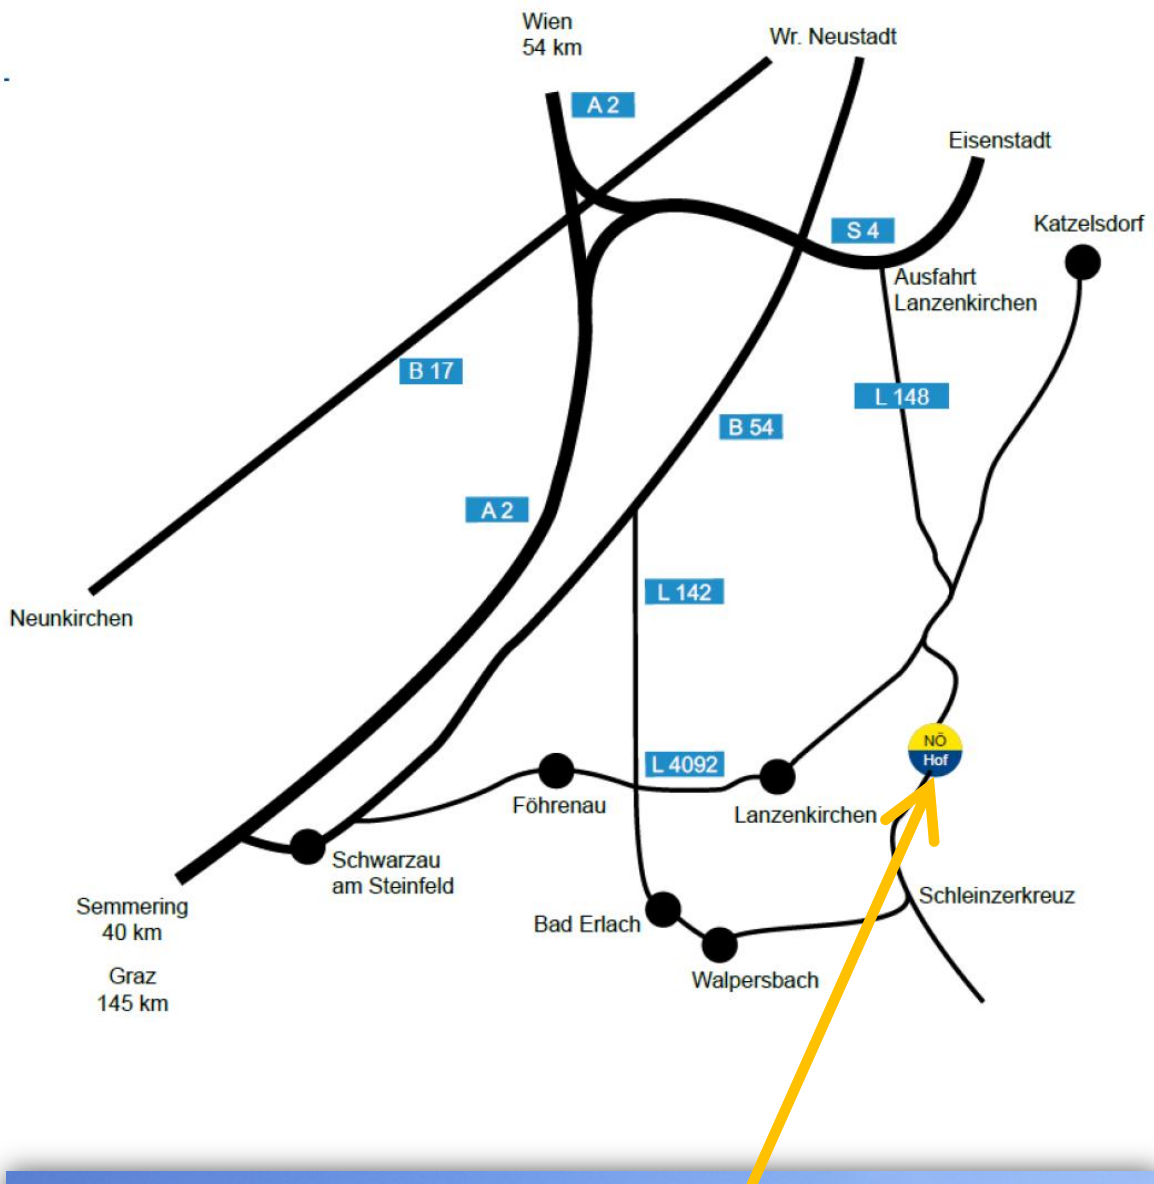 Wien
54 km
Wr. Neustadt
A 2
Eisenstadt
Katzelsdorf
S 4
Ausfahrt
Lanzenkirchen
B 17
L 148
B 54
A 2
L 142
Neunkirchen
NÖ
Hof
L 4092
Föhrenau
Lanzenkirchen
Schwarzau
am Steinfeld
Schleinzerkreuz
Semmering
40 km
Bad Erlach
Graz
145 km
Walpersbach